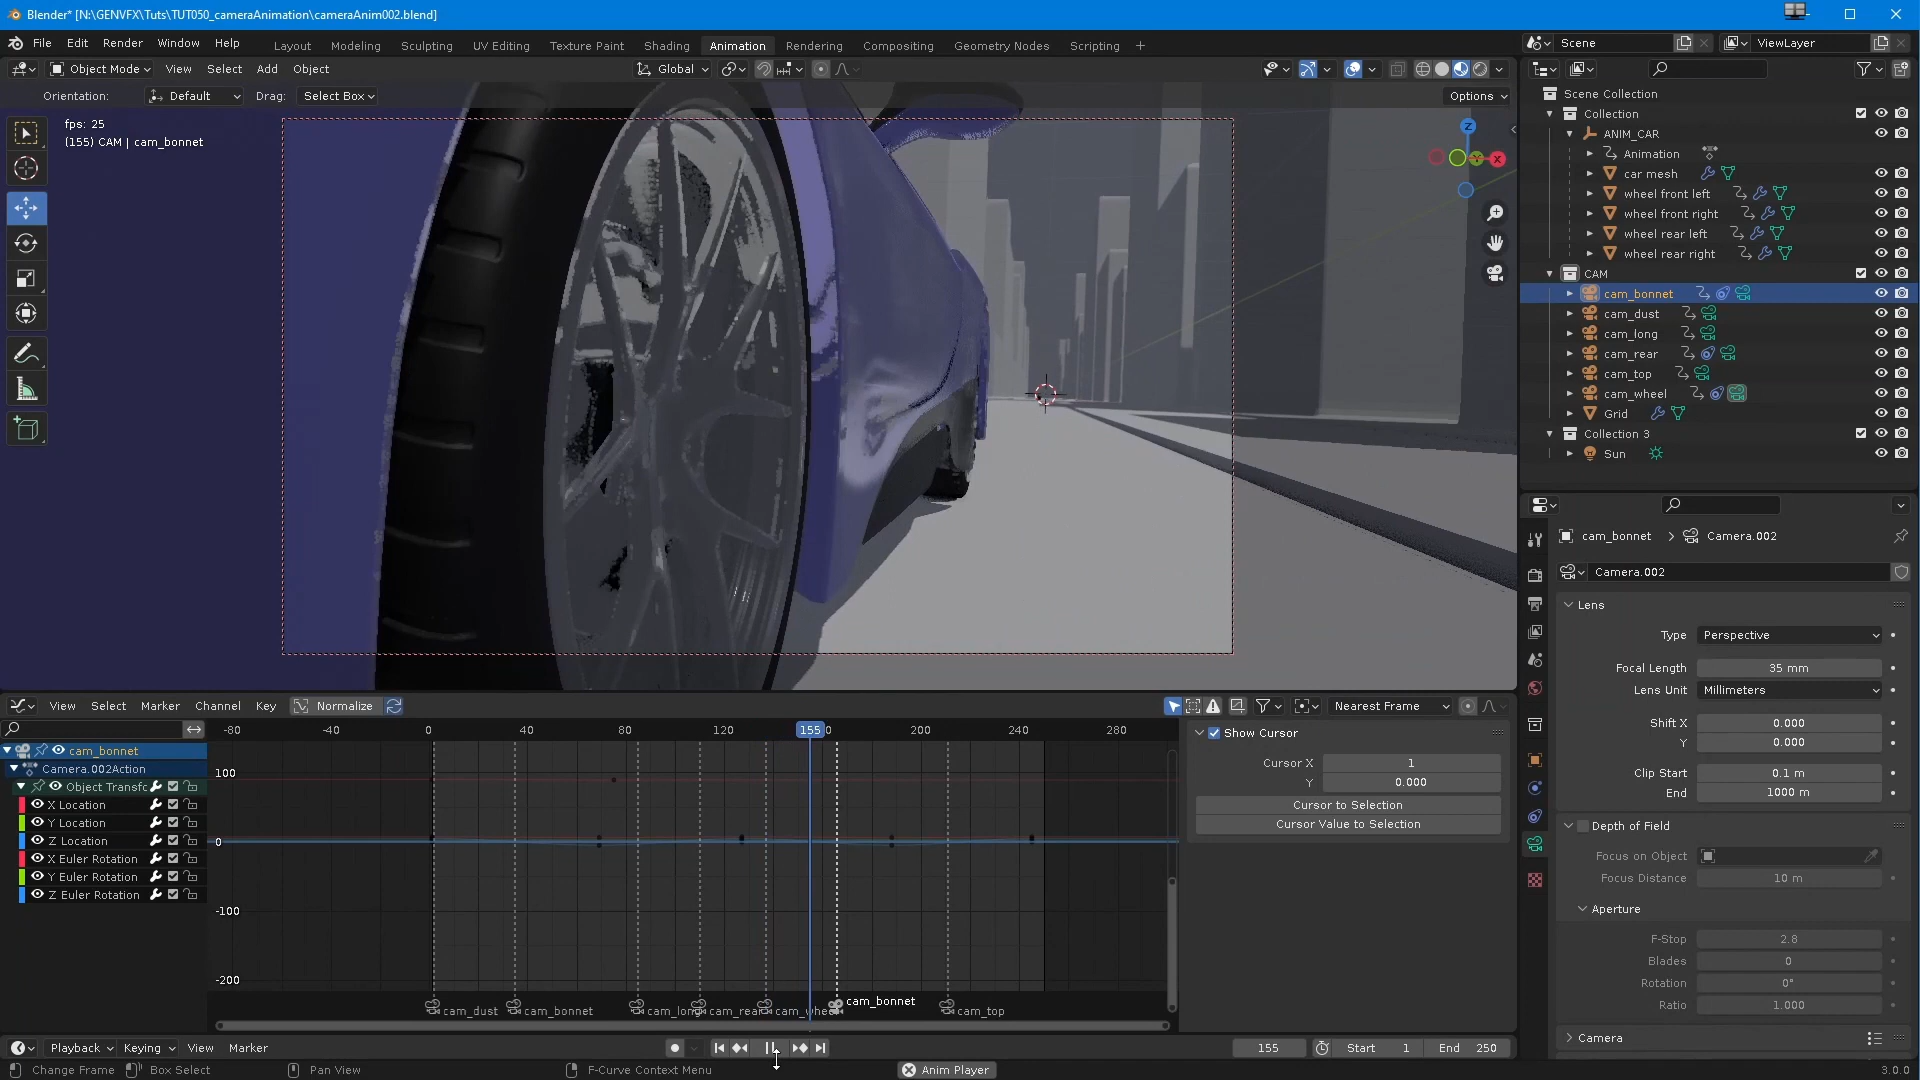 Blender* [N:\GENVFX\Tuts\TUT050_cameraAnimation\cameraAnim002.blend]
File Edit Render Window Help Layout Modeling Sculpting UV Editing Texture Paint Shading Animation Rendering Compositing Geometry Nodes Scripting + Scene ViewLayer
Object Mode View Select Add Object Global
Orientation: Default Drag: Select Box Options
fps: 25
(155) CAM | cam_bonnet
Z
X
Scene Collection
Collection
ANIM_CAR
Animation
car mesh
wheel front left
wheel front right
wheel rear left
wheel rear right
CAM
cam_bonnet
cam_dust
cam_long
cam_rear
cam_top
cam_wheel
Grid
Collection 3
Sun
cam_bonnet > Camera.002
Camera.002
Lens
Type Perspective
Focal Length 35 mm
Lens Unit Millimeters
Shift X 0.000
Y 0.000
Clip Start 0.1 m
End 1000 m
Depth of Field
Focus on Object
Focus Distance 10 m
Aperture
F-Stop 2.8
Blades 0
Rotation 0°
Ratio 1.000
Camera
View Select Marker Channel Key Normalize Nearest Frame
-80 -40 0 40 80 120 155 200 240 280
cam_bonnet
Camera.002Action
Object Transfo
X Location
Y Location
Z Location
X Euler Rotation
Y Euler Rotation
Z Euler Rotation
100
0
-100
-200
cam_dust cam_bonnet cam_long cam_rear cam_wheel cam_bonnet cam_top
Show Cursor
Cursor X 1
Y 0.000
Cursor to Selection
Cursor Value to Selection
Playback Keying View Marker 155 Start 1 End 250
Change Frame Box Select Pan View F-Curve Context Menu Anim Player 3.0.0